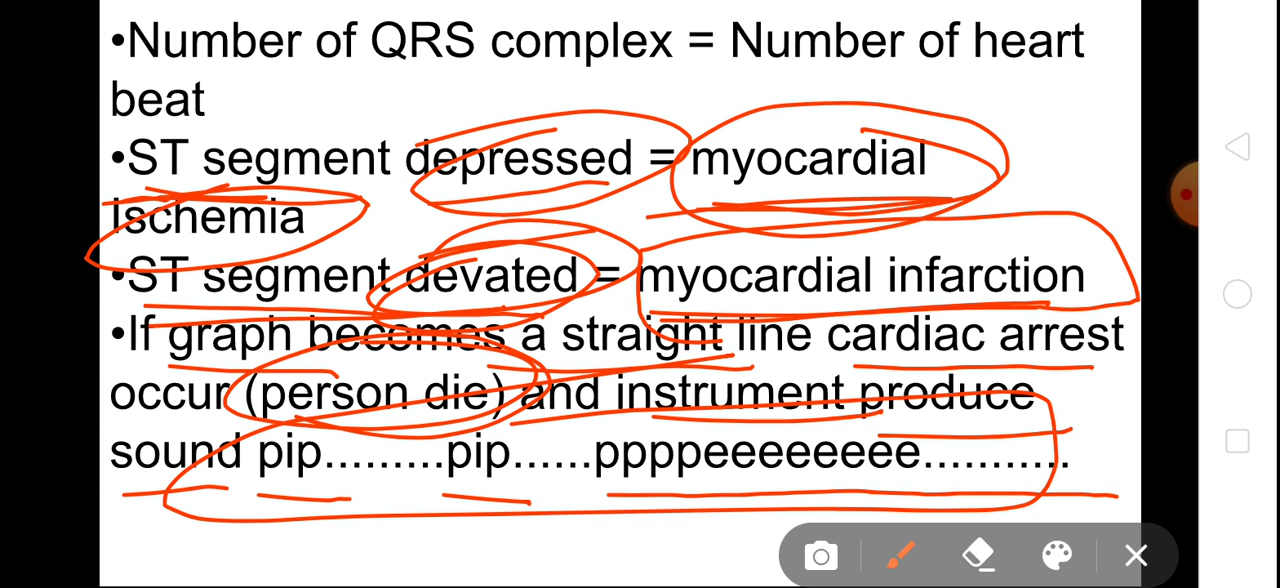 •Number of QRS complex = Number of heart
beat
•ST segment depressed = myocardial
Ischemia
•ST segment devated = myocardial infarction
•If graph becomes a straight line cardiac arrest
occur (person die) and instrument produce
sound pip.........pip......ppppeeeeeeee...........